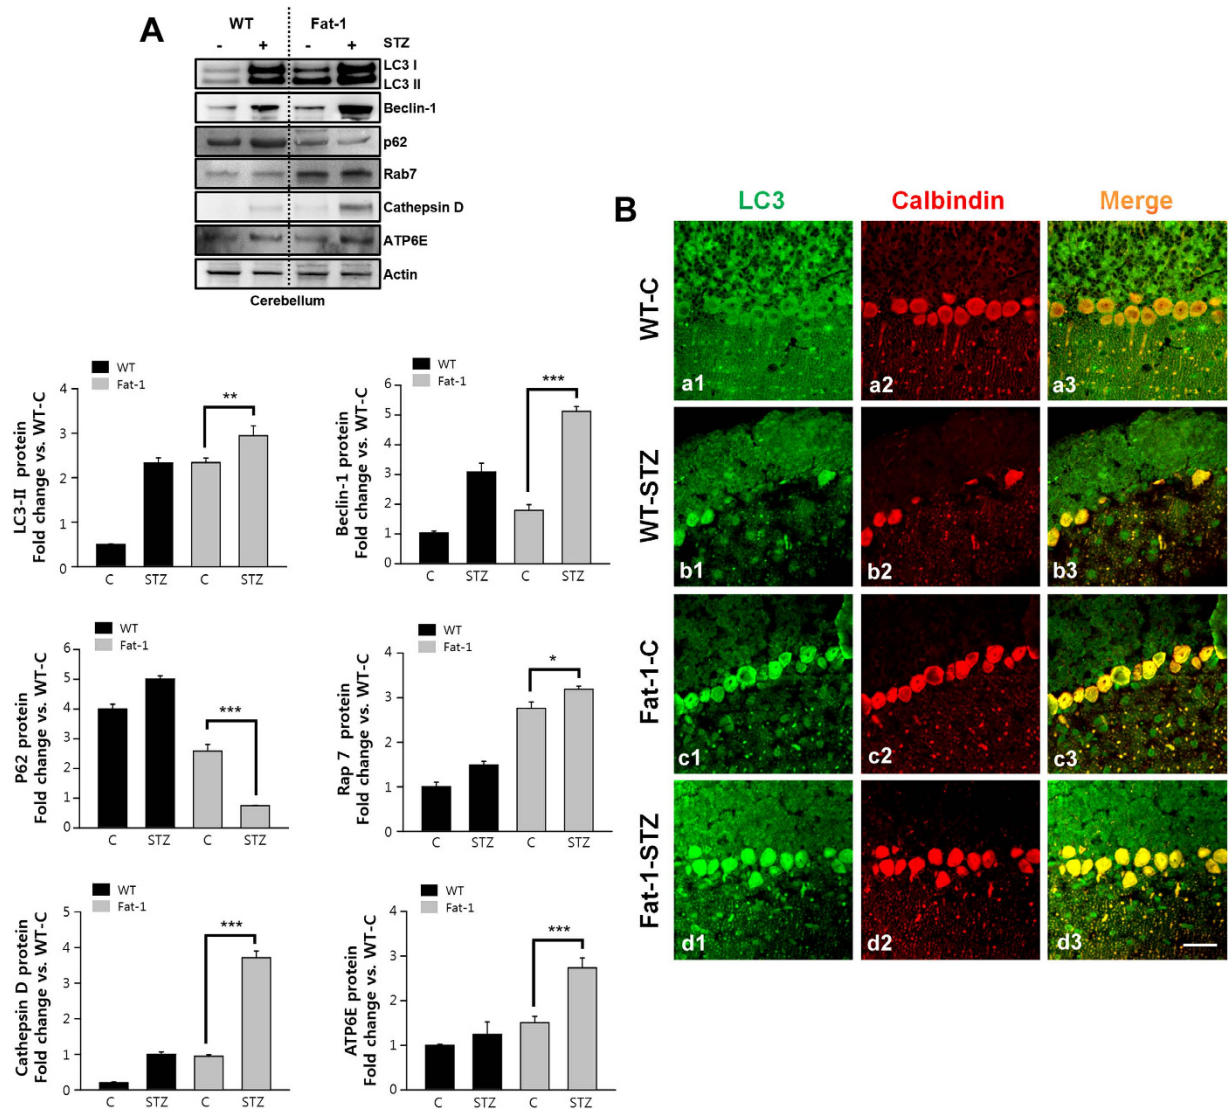 A
WT Fat-1
- + - + STZ
LC3 I
LC3 II
Beclin-1
p62
Rab7
Cathepsin D
ATP6E
Actin
Cerebellum
WT
Fat-1
LC3-II protein
Fold change vs. WT-C
4
3
2
1
0
**
C STZ C STZ
WT
Fat-1
Beclin-1 protein
Fold change vs. WT-C
6
5
4
3
2
1
0
***
C STZ C STZ
WT
Fat-1
P62 protein
Fold change vs. WT-C
6
5
4
3
2
1
0
***
C STZ C STZ
WT
Fat-1
Rap 7 protein
Fold change vs. WT-C
4
3
2
1
0
*
C STZ C STZ
WT
Fat-1
Cathepsin D protein
Fold change vs. WT-C
5
4
3
2
1
0
***
C STZ C STZ
WT
Fat-1
ATP6E protein
Fold change vs. WT-C
4
3
2
1
0
***
C STZ C STZ
B
LC3 Calbindin Merge
WT-C
a1 a2 a3
WT-STZ
b1 b2 b3
Fat-1-C
c1 c2 c3
Fat-1-STZ
d1 d2 d3